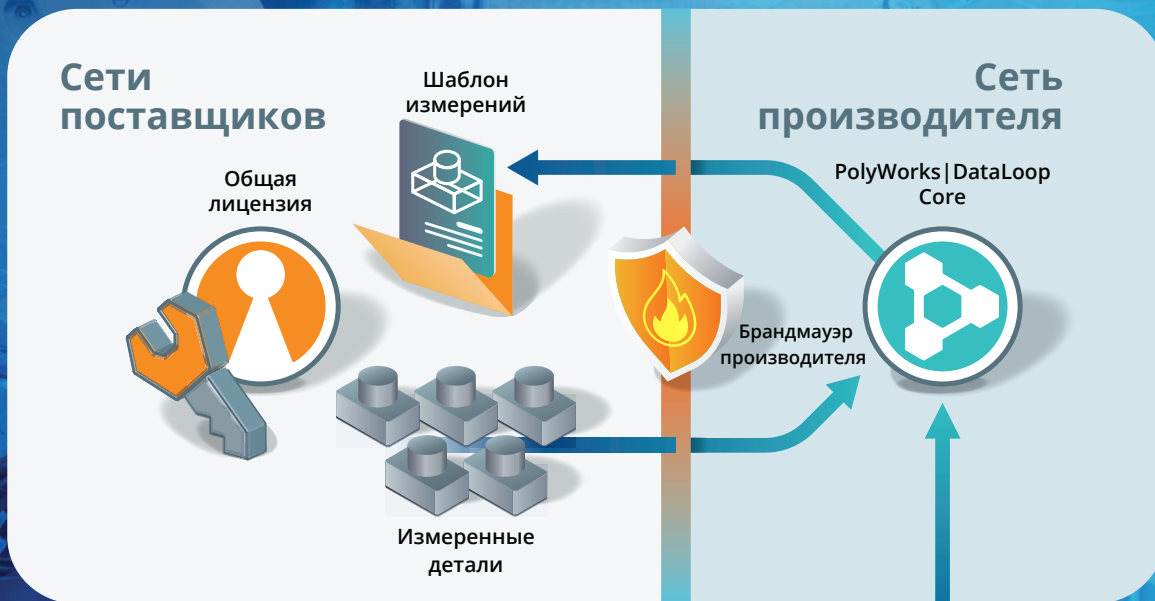 Сети
поставщиков
Шаблон
измерений
Общая
лицензия
Измеренные
детали
Сеть
производителя
PolyWorks|DataLoop
Core
Брандмауэр
производителя